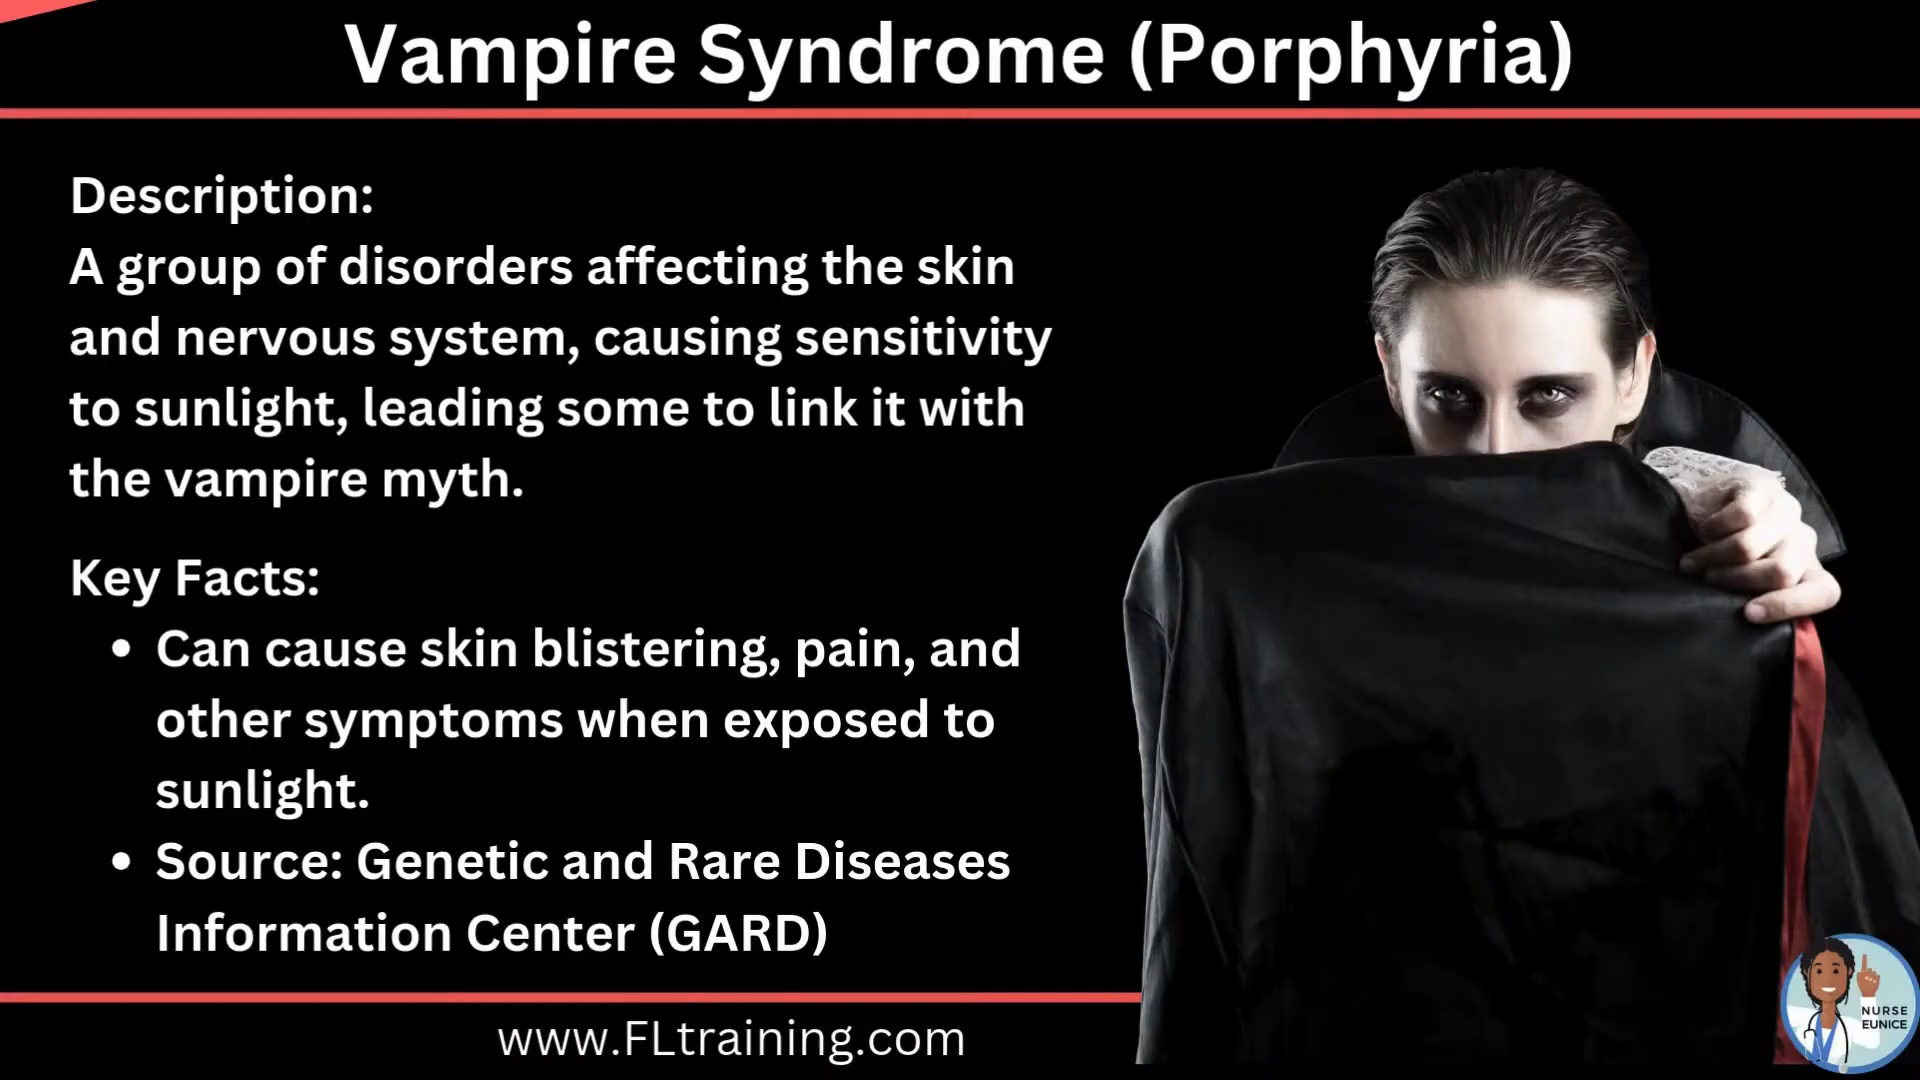 Vampire Syndrome (Porphyria)
Description:
A group of disorders affecting the skin
and nervous system, causing sensitivity
to sunlight, leading some to link it with
the vampire myth.
Key Facts:
• Can cause skin blistering, pain, and
other symptoms when exposed to
sunlight.
• Source: Genetic and Rare Diseases
Information Center (GARD)
www.FLtraining.com
NURSE
EUNICE